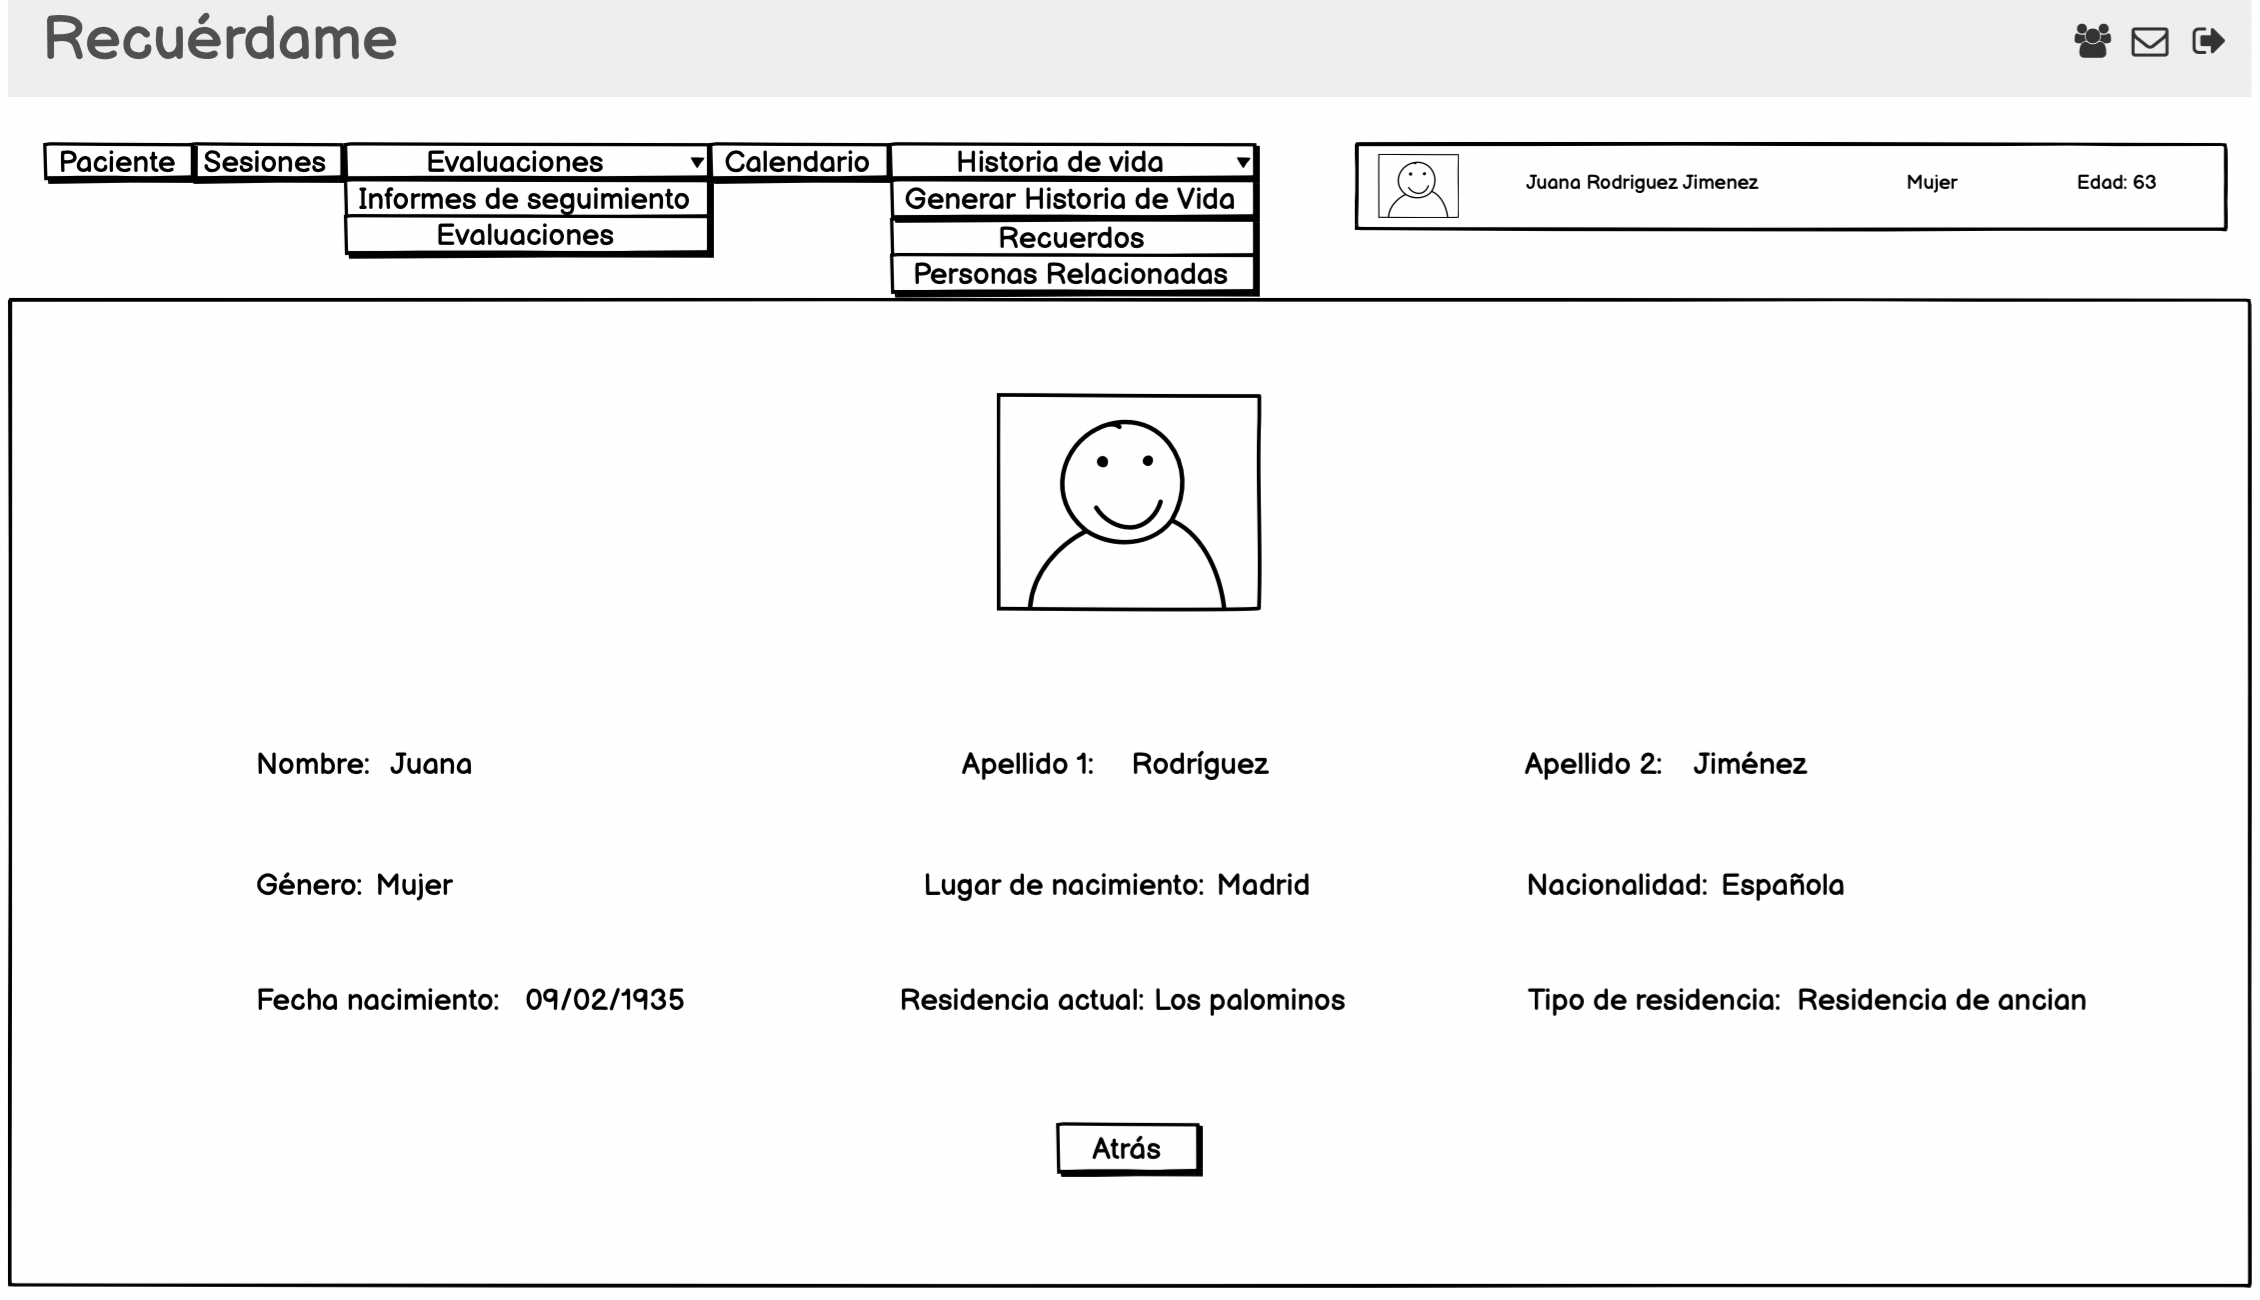 Recuérdame
Paciente Sesiones Evaluaciones Calendario Historia de vida
Informes de seguimiento
Evaluaciones
Generar Historia de Vida
Recuerdos
Personas Relacionadas
Juana Rodriguez Jimenez Mujer Edad: 63
Nombre: Juana Apellido 1: Rodríguez Apellido 2: Jiménez
Género: Mujer Lugar de nacimiento: Madrid Nacionalidad: Española
Fecha nacimiento: 09/02/1935 Residencia actual: Los palominos Tipo de residencia: Residencia de ancian
Atrás